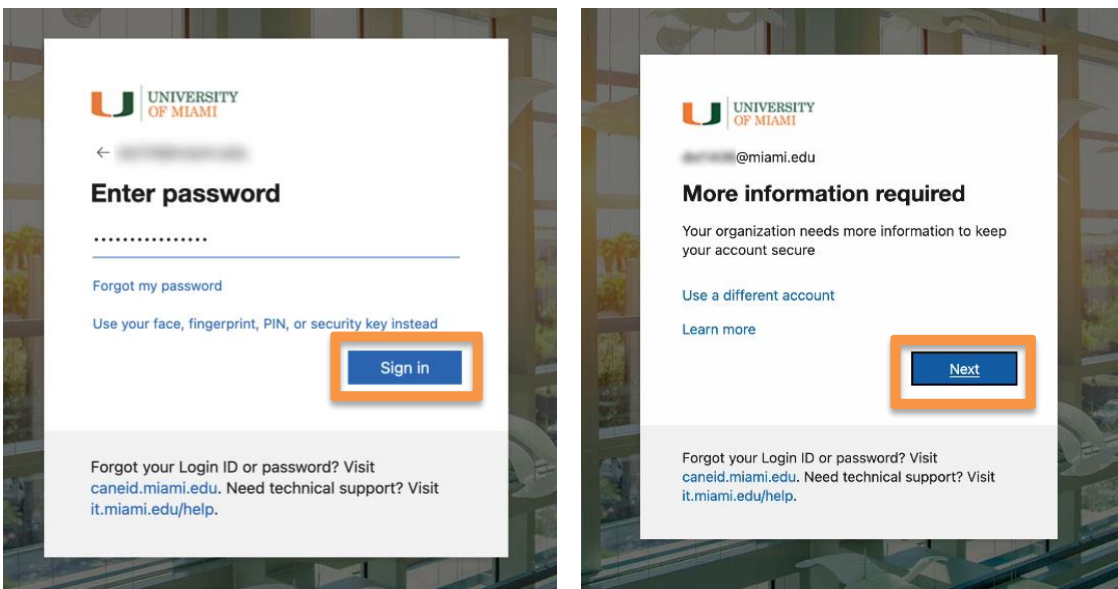 UNIVERSITY
OF MIAMI
Enter password
Forgot my password
Use your face, fingerprint, PIN, or security key instead
Sign in
Forgot your Login ID or password? Visit
caneid.miami.edu. Need technical support? Visit
it.miami.edu/help.
UNIVERSITY
OF MIAMI
@miami.edu
More information required
Your organization needs more information to keep
your account secure
Use a different account
Learn more
Next
Forgot your Login ID or password? Visit
caneid.miami.edu. Need technical support? Visit
it.miami.edu/help.